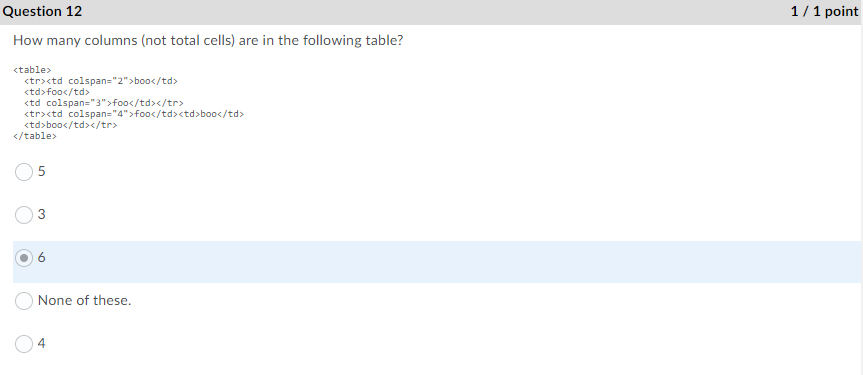 Question 12
1 / 1 point
How many columns (not total cells) are in the following table?
<table>
<tr><td colspan="2">boo</td>
<td>foo</td>
<td colspan="3">foo</td></tr>
<tr><td colspan="4">foo</td><td>boo</td>
<td>boo</td></tr>
</table>
5
3
6
None of these.
4